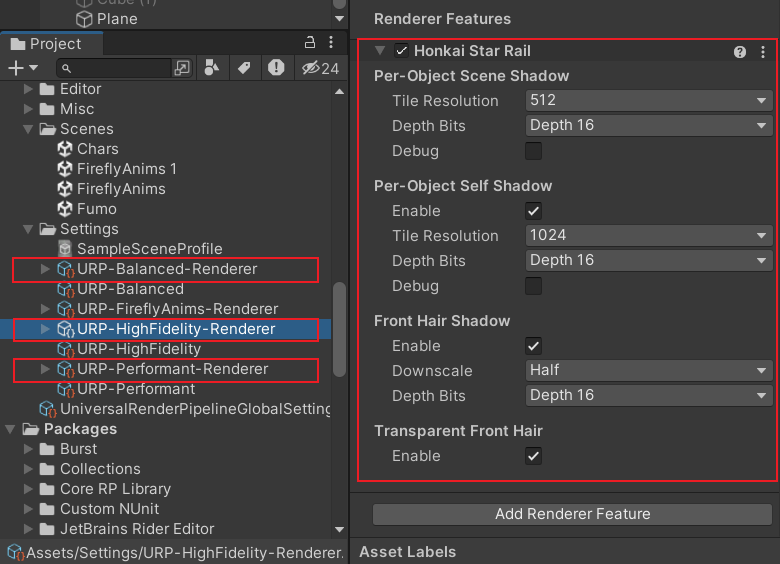 Cube (1)
Plane
Project
24
Editor
Misc
Scenes
Chars
FireflyAnims 1
FireflyAnims
Fumo
Settings
SampleSceneProfile
URP-Balanced-Renderer
URP-Balanced
URP-FireflyAnims-Renderer
URP-HighFidelity-Renderer
URP-HighFidelity
URP-Performant-Renderer
URP-Performant
UniversalRenderPipelineGlobalSetting
Packages
Burst
Collections
Core RP Library
Custom NUnit
JetBrains Rider Editor
Assets/Settings/URP-HighFidelity-Renderer.
Renderer Features
Honkai Star Rail
Per-Object Scene Shadow
Tile Resolution 512
Depth Bits Depth 16
Debug
Per-Object Self Shadow
Enable
Tile Resolution 1024
Depth Bits Depth 16
Debug
Front Hair Shadow
Enable
Downscale Half
Depth Bits Depth 16
Transparent Front Hair
Enable
Add Renderer Feature
Asset Labels